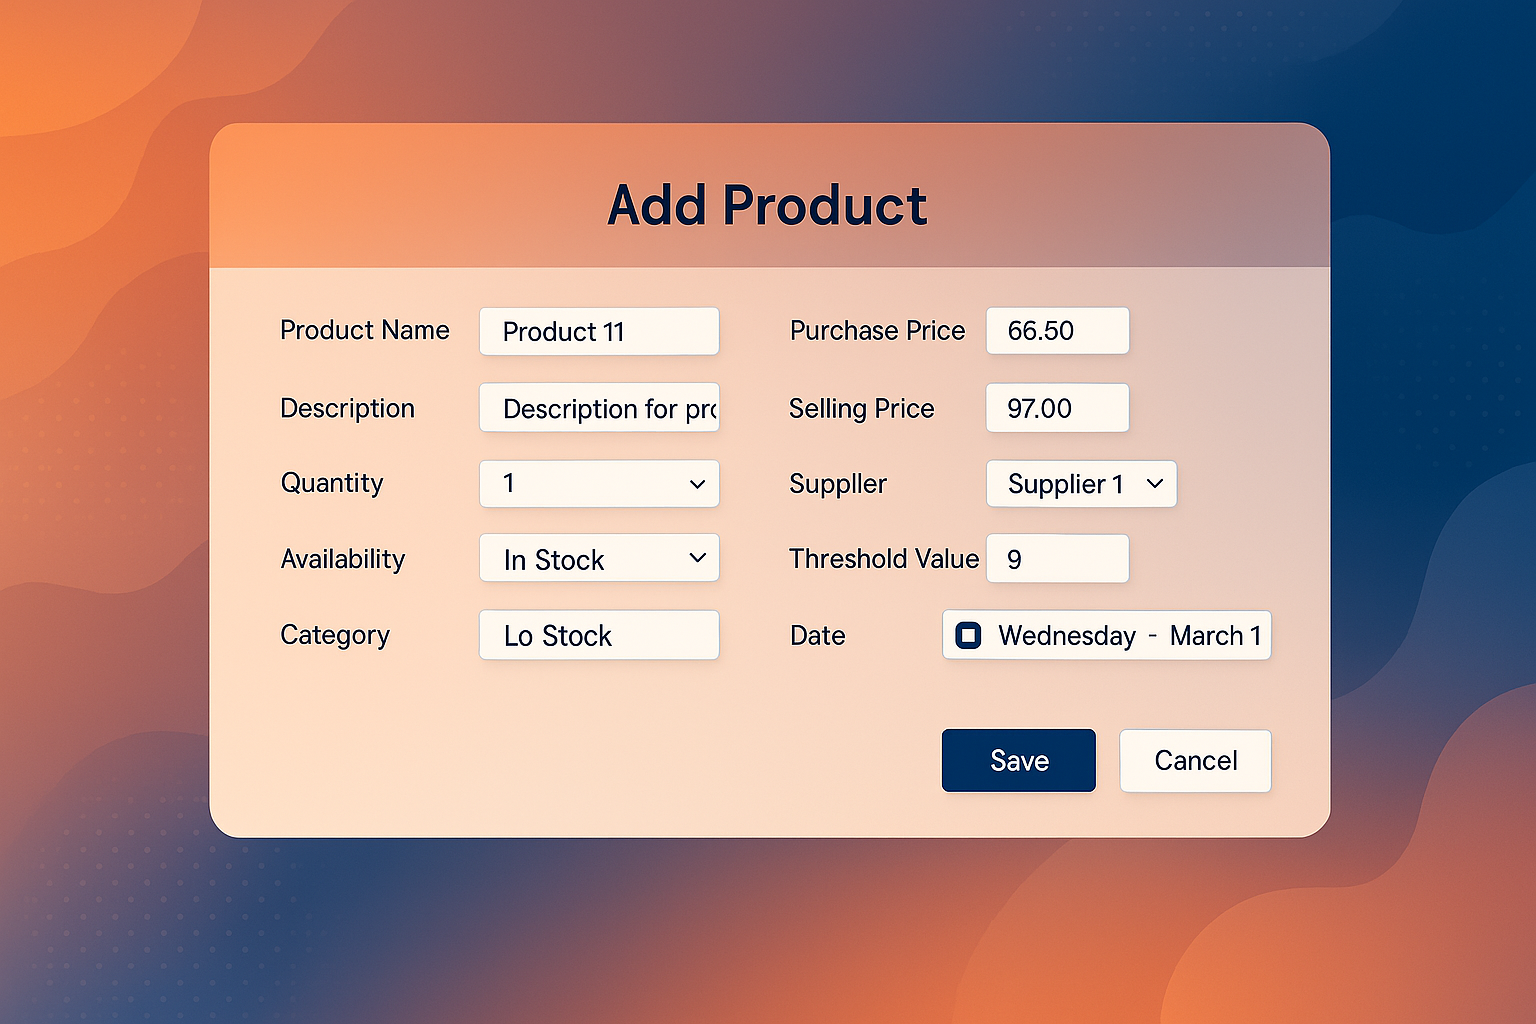 Add Product
Product Name Product 11 Purchase Price 66.50
Description Description for pro Selling Price 97.00
Quantity 1 Suppller Supplier 1
Availability In Stock Threshold Value 9
Category Lo Stock Date Wednesday - March 1
Save Cancel